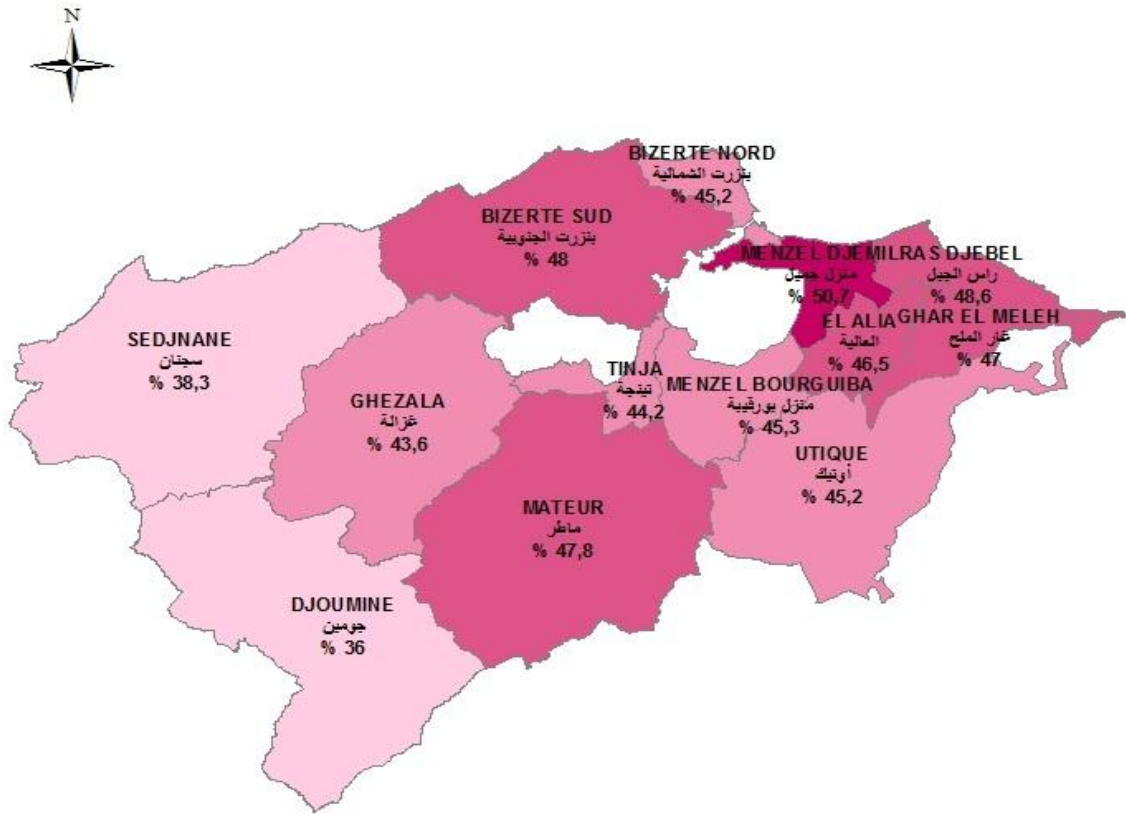 N
BIZERTE NORD
بنزرت الشمالية
% 45,2
BIZERTE SUD
بنزرت الجنوبية
% 48
MENZEL DJEMIL
منزل جميل
% 50,7
RAS DJEBEL
راس الجبل
% 48,6
EL ALIA
العالية
% 46,5
GHAR EL MELEH
غار الملح
% 47
SEDJNANE
سجنان
% 38,3
GHEZALA
غزالة
% 43,6
TINJA
تينجة
% 44,2
MENZEL BOURGUIBA
منزل بورقيبة
% 45,3
UTIQUE
أوتيك
% 45,2
MATEUR
ماطر
% 47,8
DJOUMINE
جومين
% 36